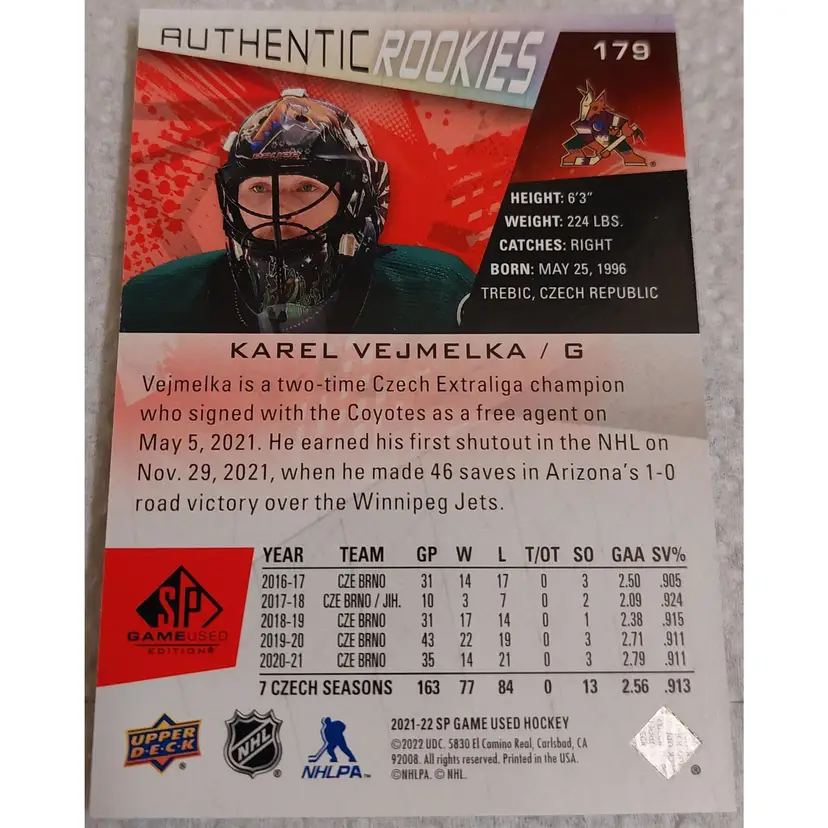 AUTHENTIC ROOKIES
179
HEIGHT: 6'3"
WEIGHT: 224 LBS.
CATCHES: RIGHT
BORN: MAY 25, 1996
TREBIC, CZECH REPUBLIC
KAREL VEJMELKA / G
Vejmelka is a two-time Czech Extraliga champion
who signed with the Coyotes as a free agent on
May 5, 2021. He earned his first shutout in the NHL on
Nov. 29, 2021, when he made 46 saves in Arizona's 1-0
road victory over the Winnipeg Jets.
YEAR TEAM GP W L T/OT SO GAA SV%
2016-17 CZE BRNO 31 14 17 0 3 2.50 .905
2017-18 CZE BRNO / JIH. 10 3 7 0 2 2.09 .924
2018-19 CZE BRNO 31 17 14 0 1 2.38 .915
2019-20 CZE BRNO 43 22 19 0 3 2.71 .911
2020-21 CZE BRNO 35 14 21 0 3 2.79 .911
7 CZECH SEASONS 163 77 84 0 13 2.56 .913
SP
GAMEUSED
EDITION®
UPPER
D·E·C·K
®
NHL
®
NHLPA™
2021-22 SP GAME USED HOCKEY
©2022 UDC. 5830 El Camino Real, Carlsbad, CA
92008. All rights reserved. Printed in the USA.
©NHLPA. © NHL.
®